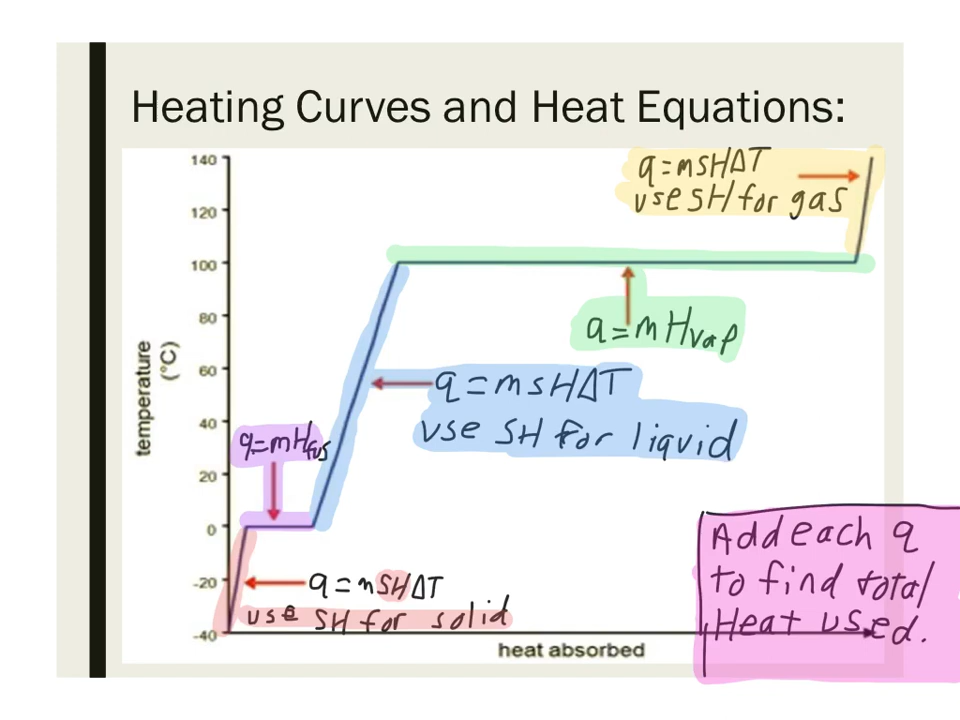 Heating Curves and Heat Equations:
140
120
100
80
60
40
20
0
-20
-40
temperature
(°C)
heat absorbed
q=msHΔT
use sH for gas
q=mHvap
q=msHΔT
use SH for liquid
q=mHfus
q=mSHΔT
use SH for solid
Add each q
to find total
Heat used.